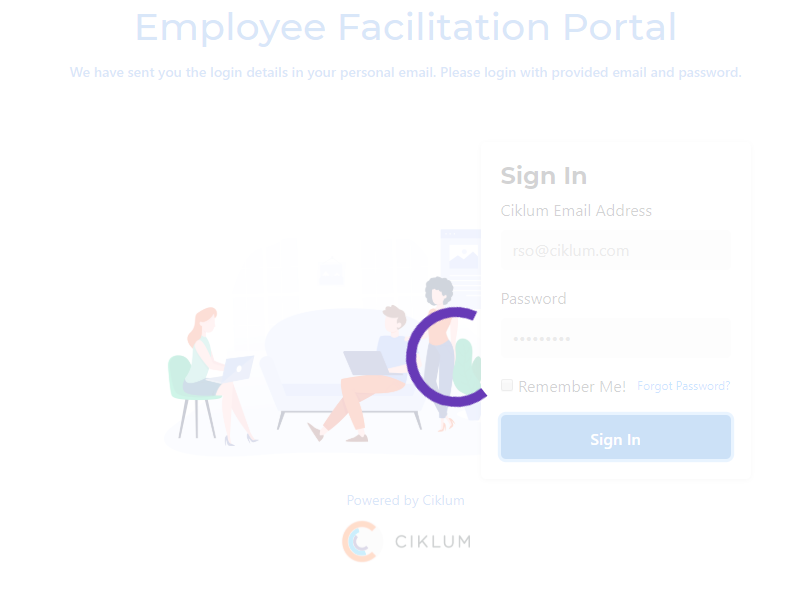 Employee Facilitation Portal
We have sent you the login details in your personal email. Please login with provided email and password.
Sign In
Ciklum Email Address
rso@ciklum.com
Password
•••••••••
Remember Me! Forgot Password?
Sign In
Powered by Ciklum
CIKLUM